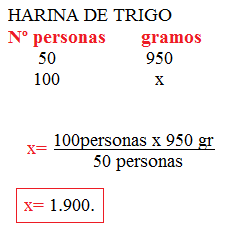 HARINA DE TRIGO
Nº personas gramos
50 950
100 x
x= 100personas x 950 gr
50 personas
x= 1.900.